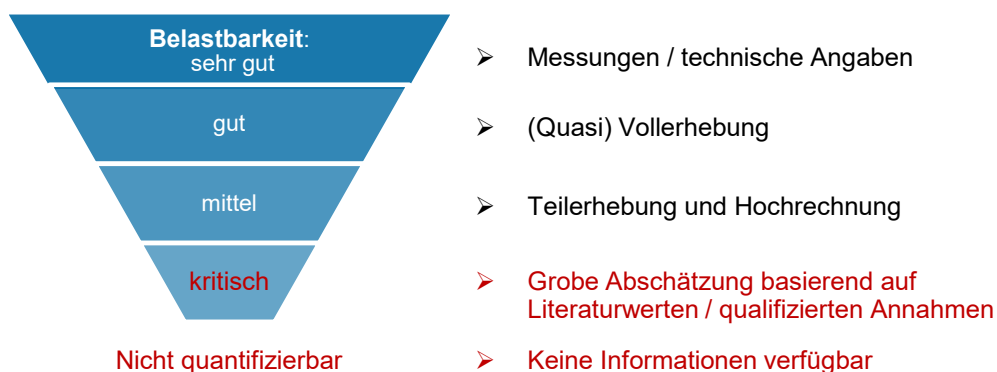 Belastbarkeit:
sehr gut
➢ Messungen / technische Angaben
gut
➢ (Quasi) Vollerhebung
mittel
➢ Teilerhebung und Hochrechnung
kritisch
➢ Grobe Abschätzung basierend auf
Literaturwerten / qualifizierten Annahmen
Nicht quantifizierbar
➢ Keine Informationen verfügbar